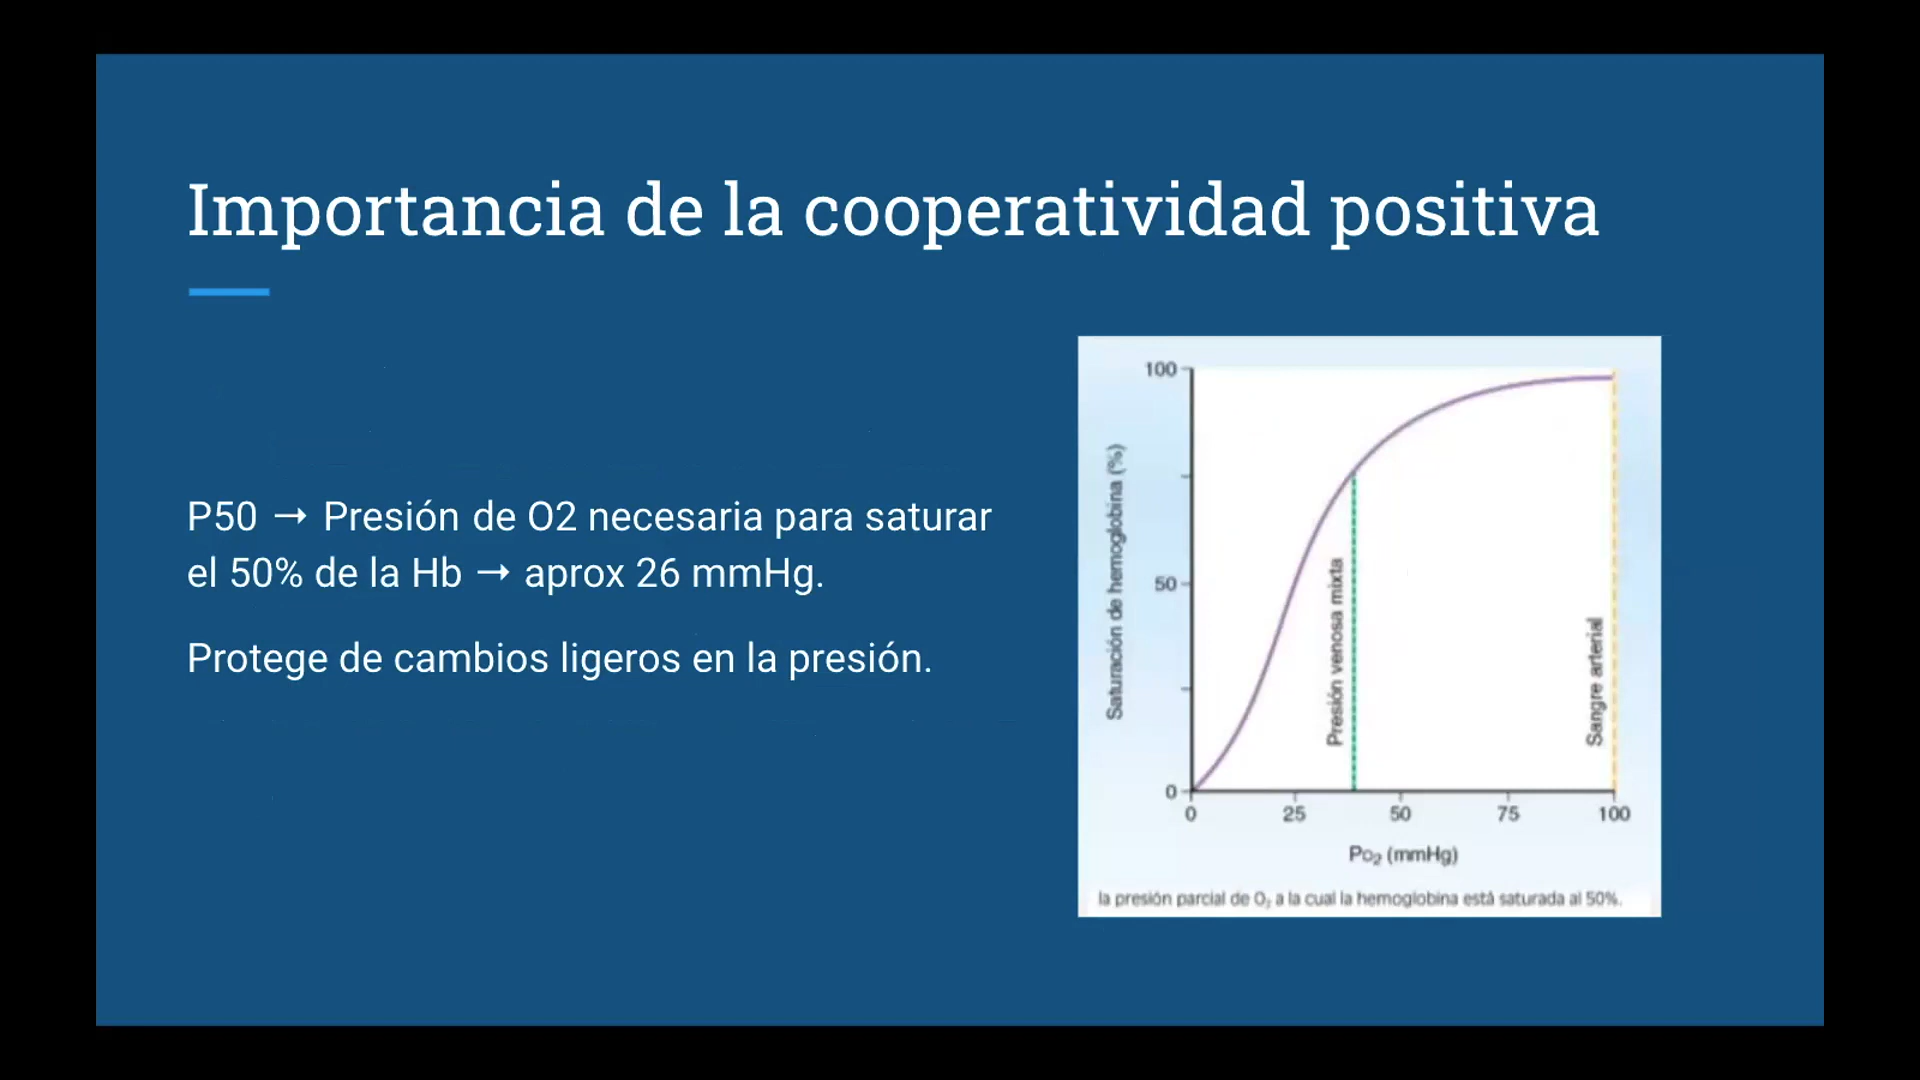 Importancia de la cooperatividad positiva
P50 → Presión de O2 necesaria para saturar
el 50% de la Hb → aprox 26 mmHg.
Protege de cambios ligeros en la presión.
Saturación de hemoglobina (%)
100
50
0
Presión venosa mixta
Sangre arterial
0 25 50 75 100
Po₂ (mmHg)
la presión parcial de O₂ a la cual la hemoglobina está saturada al 50%.